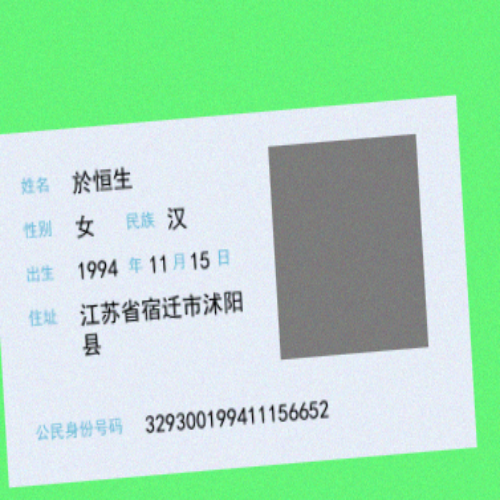 姓名 於恒生
性别 女 民族 汉
出生 1994 年 11 月 15 日
住址 江苏省宿迁市沭阳
县
公民身份号码 329300199411156652